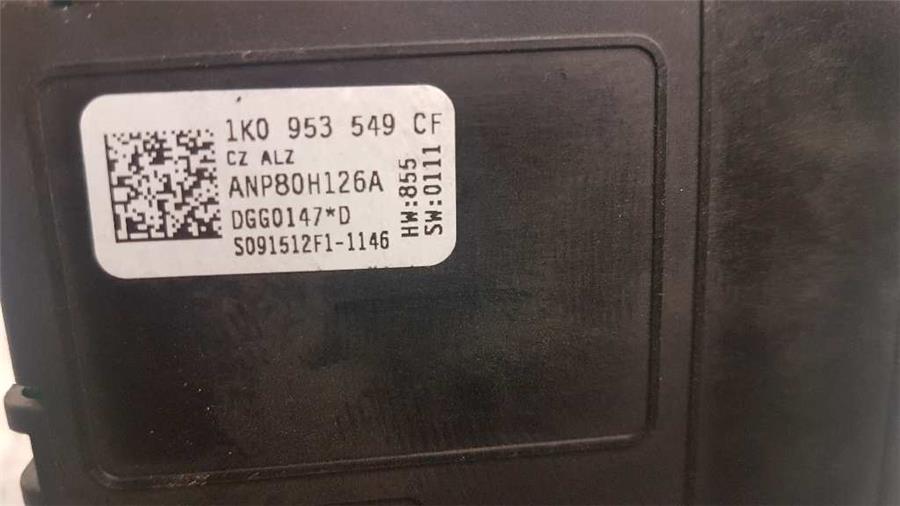 1K0 953 549 CF
CZ ALZ
ANP80H126A
DGG0147*D
S091512F1-1146
HW:855
SW:0111